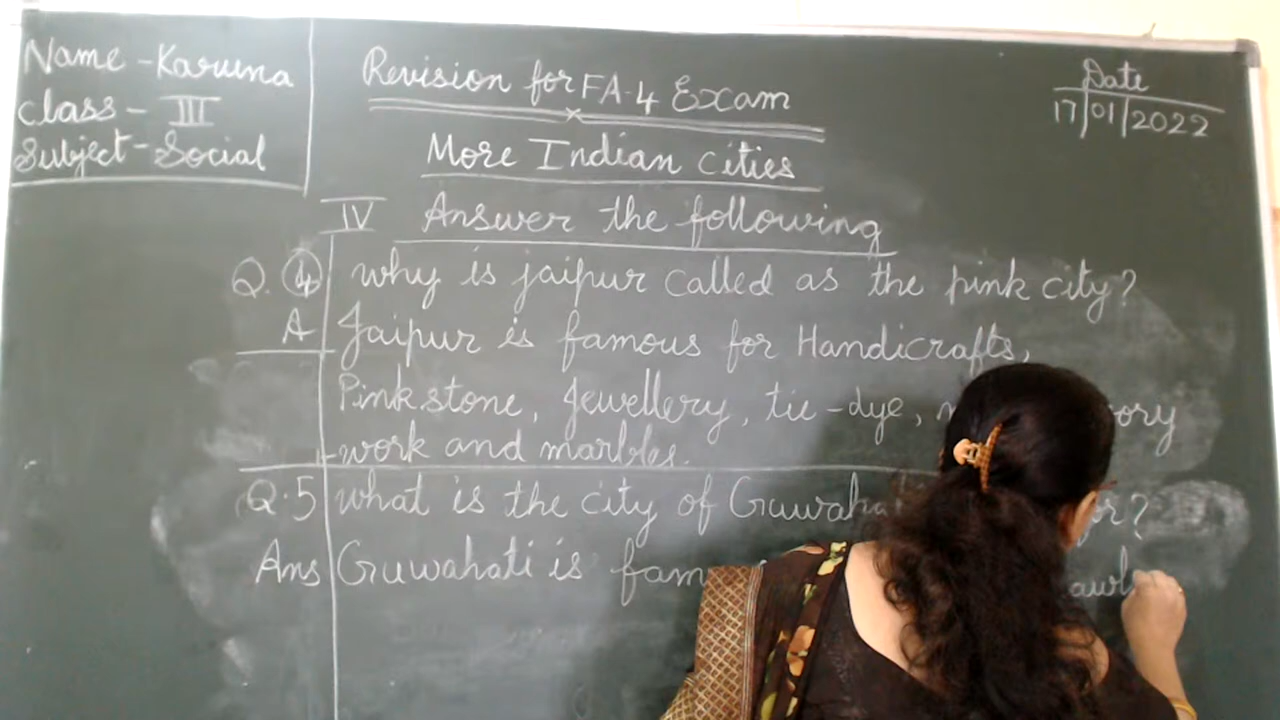 Name - Karuna
Class - III
Subject - Social
Revision for FA-4 Exam
Date
17/01/2022
More Indian Cities
IV Answer the following
Q. 4 why is jaipur called as the pink city?
A Jaipur is famous for Handicrafts,
Pink stone, Jewellery, tie-dye,
work and marbles.
Q.5 what is the city of Guwahati
Ans Guwahati is